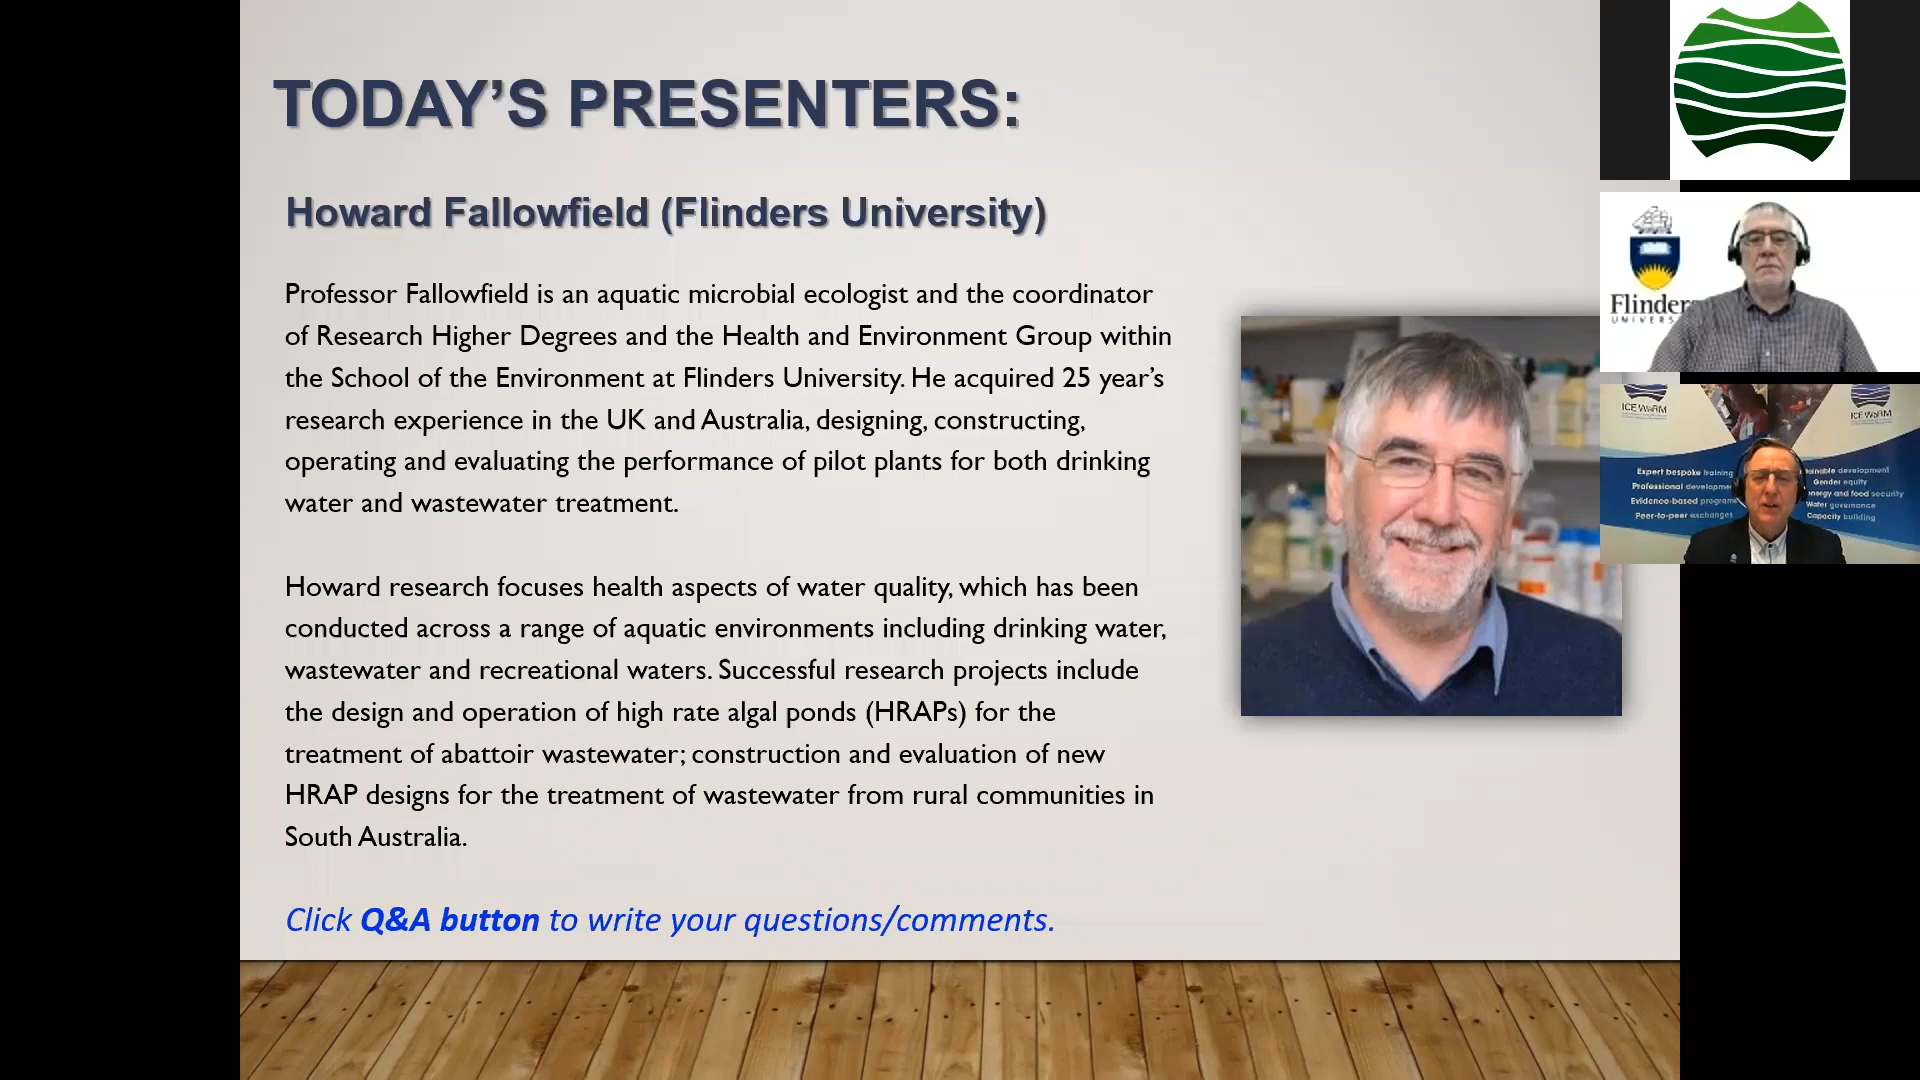 TODAY’S PRESENTERS:
Howard Fallowfield (Flinders University)
Professor Fallowfield is an aquatic microbial ecologist and the coordinator
of Research Higher Degrees and the Health and Environment Group within
the School of the Environment at Flinders University. He acquired 25 year’s
research experience in the UK and Australia, designing, constructing,
operating and evaluating the performance of pilot plants for both drinking
water and wastewater treatment.
Howard research focuses health aspects of water quality, which has been
conducted across a range of aquatic environments including drinking water,
wastewater and recreational waters. Successful research projects include
the design and operation of high rate algal ponds (HRAPs) for the
treatment of abattoir wastewater; construction and evaluation of new
HRAP designs for the treatment of wastewater from rural communities in
South Australia.
Click Q&A button to write your questions/comments.
Flinders
UNIVERS
ICE WaRM
ICE WaRM
Expert bespoke training
Professional developme
Evidence-based program
Peer-to-peer exchanges
tainable development
Gender equity
energy and food security
Water governance
Capacity building